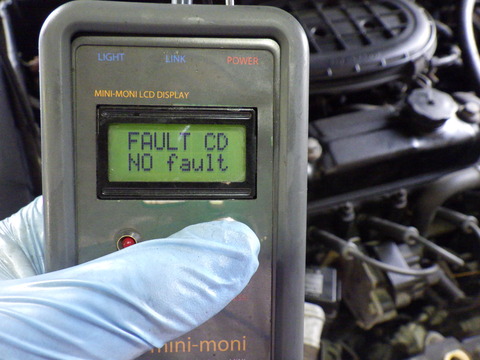 LIGHT LINK POWER
MINI-MONI LCD DISPLAY
FAULT CD
NO fault
mini-moni